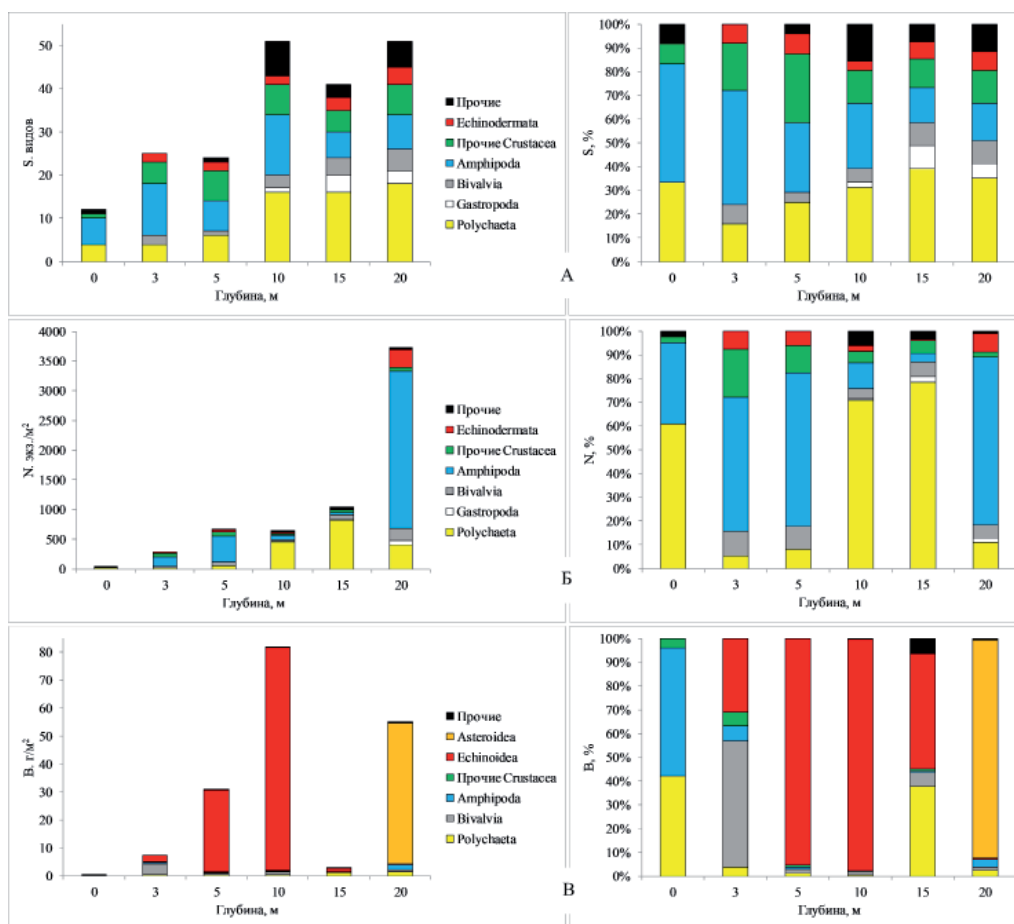 50
40
30
20
10
0
S. видов
0 3 5 10 15 20
Глубина, м
Прочие
Echinodermata
Прочие Crustacea
Amphipoda
Bivalvia
Gastropoda
Polychaeta
100%
90%
80%
70%
60%
50%
40%
30%
20%
10%
0%
S, %
0 3 5 10 15 20
Глубина, м
А
4000
3500
3000
2500
2000
1500
1000
500
0
N. экз./м²
0 3 5 10 15 20
Глубина, м
Прочие
Echinodermata
Прочие Crustacea
Amphipoda
Bivalvia
Gastropoda
Polychaeta
100%
90%
80%
70%
60%
50%
40%
30%
20%
10%
0%
N, %
0 3 5 10 15 20
Глубина, м
Б
80
70
60
50
40
30
20
10
0
B. г/м²
0 3 5 10 15 20
Глубина, м
Прочие
Asteroidea
Echinoidea
Прочие Crustacea
Amphipoda
Bivalvia
Polychaeta
100%
90%
80%
70%
60%
50%
40%
30%
20%
10%
0%
B, %
0 3 5 10 15 20
Глубина, м
В